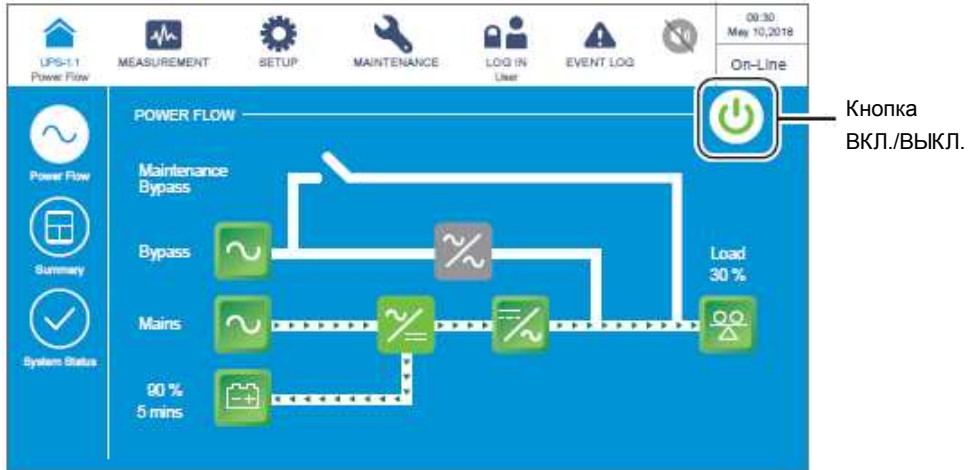 UPS-1.1
Power Flow
MEASUREMENT
SETUP
MAINTENANCE
LOG IN
User
EVENT LOG
09:30
May 10,2018
On-Line
Power Flow
Summary
System Status
POWER FLOW
Maintenance
Bypass
Bypass
Mains
90 %
5 mins
Load
30 %
Кнопка
ВКЛ./ВЫКЛ.